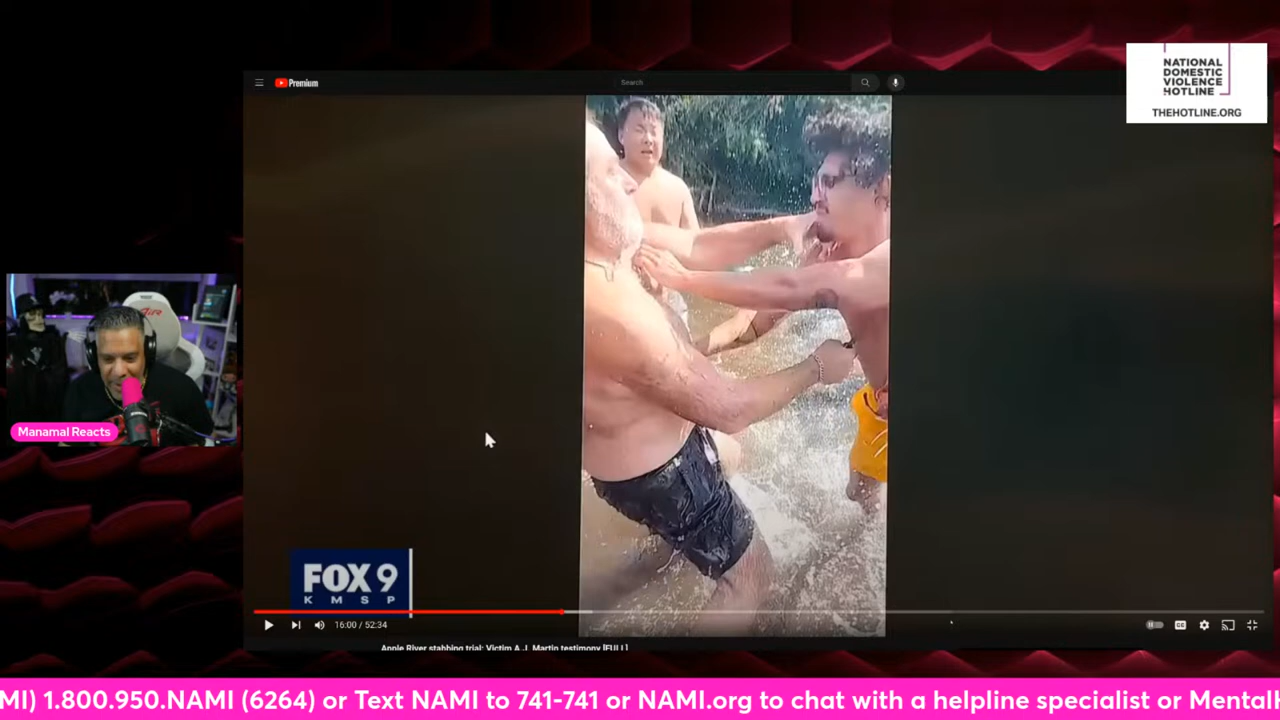 Premium
Search
NATIONAL
DOMESTIC
VIOLENCE
HOTLINE
THEHOTLINE.ORG
Manamal Reacts
FOX 9
KMSP
16:00 / 52:34
CC
Apple River stabbing trial: Victim A.J. Martin testimony [FULL]
MI) 1.800.950.NAMI (6264) or Text NAMI to 741-741 or NAMI.org to chat with a helpline specialist or Mental